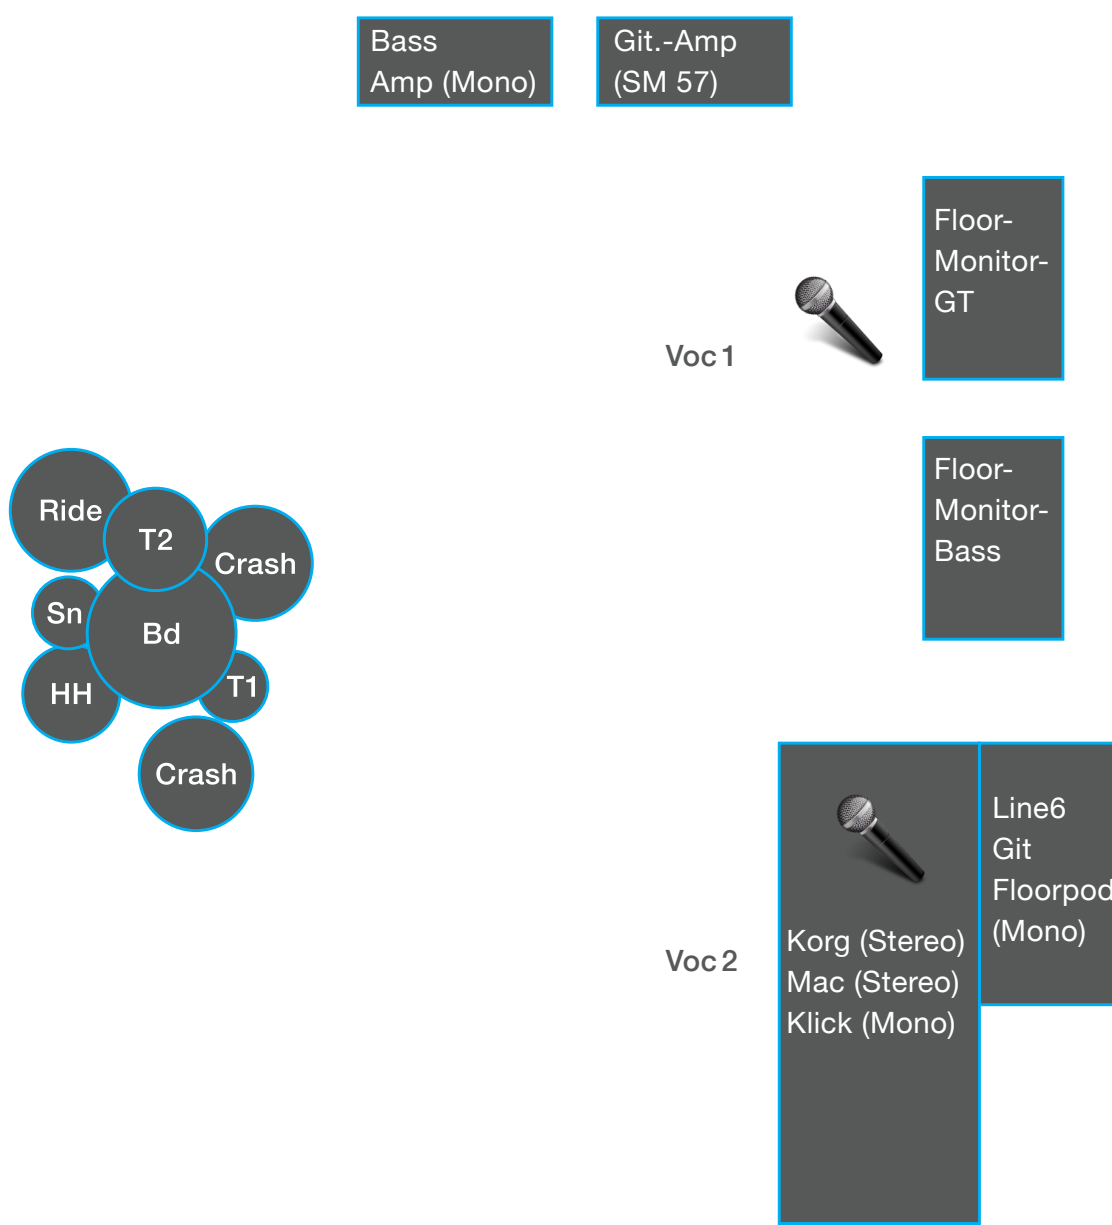 Bass
Amp (Mono)
Git.-Amp
(SM 57)
Floor-
Monitor-
GT
Voc 1
Floor-
Monitor-
Bass
Ride
T2
Crash
Sn
Bd
HH
T1
Crash
Line6
Git
Floorpod
(Mono)
Voc 2
Korg (Stereo)
Mac (Stereo)
Klick (Mono)